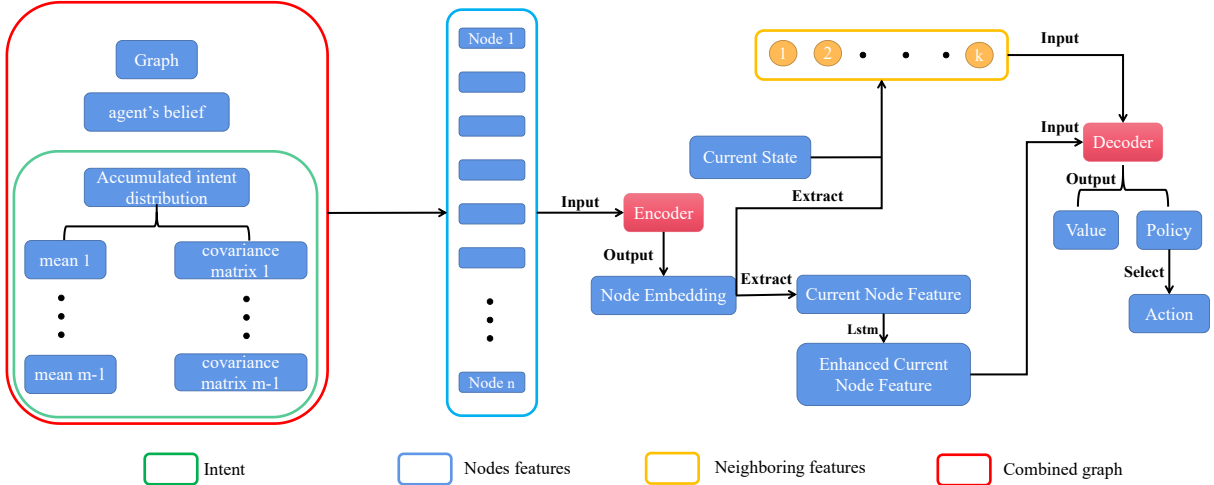 Graph
agent's belief
Accumulated intent
distribution
mean 1
covariance
matrix 1
mean m-1
covariance
matrix m-1
Node 1
Node n
Input
Encoder
Output
Node Embedding
Current State
Extract
Extract
1
2
k
Current Node Feature
Lstm
Enhanced Current
Node Feature
Input
Input
Decoder
Output
Value
Policy
Select
Action
Intent
Nodes features
Neighboring features
Combined graph